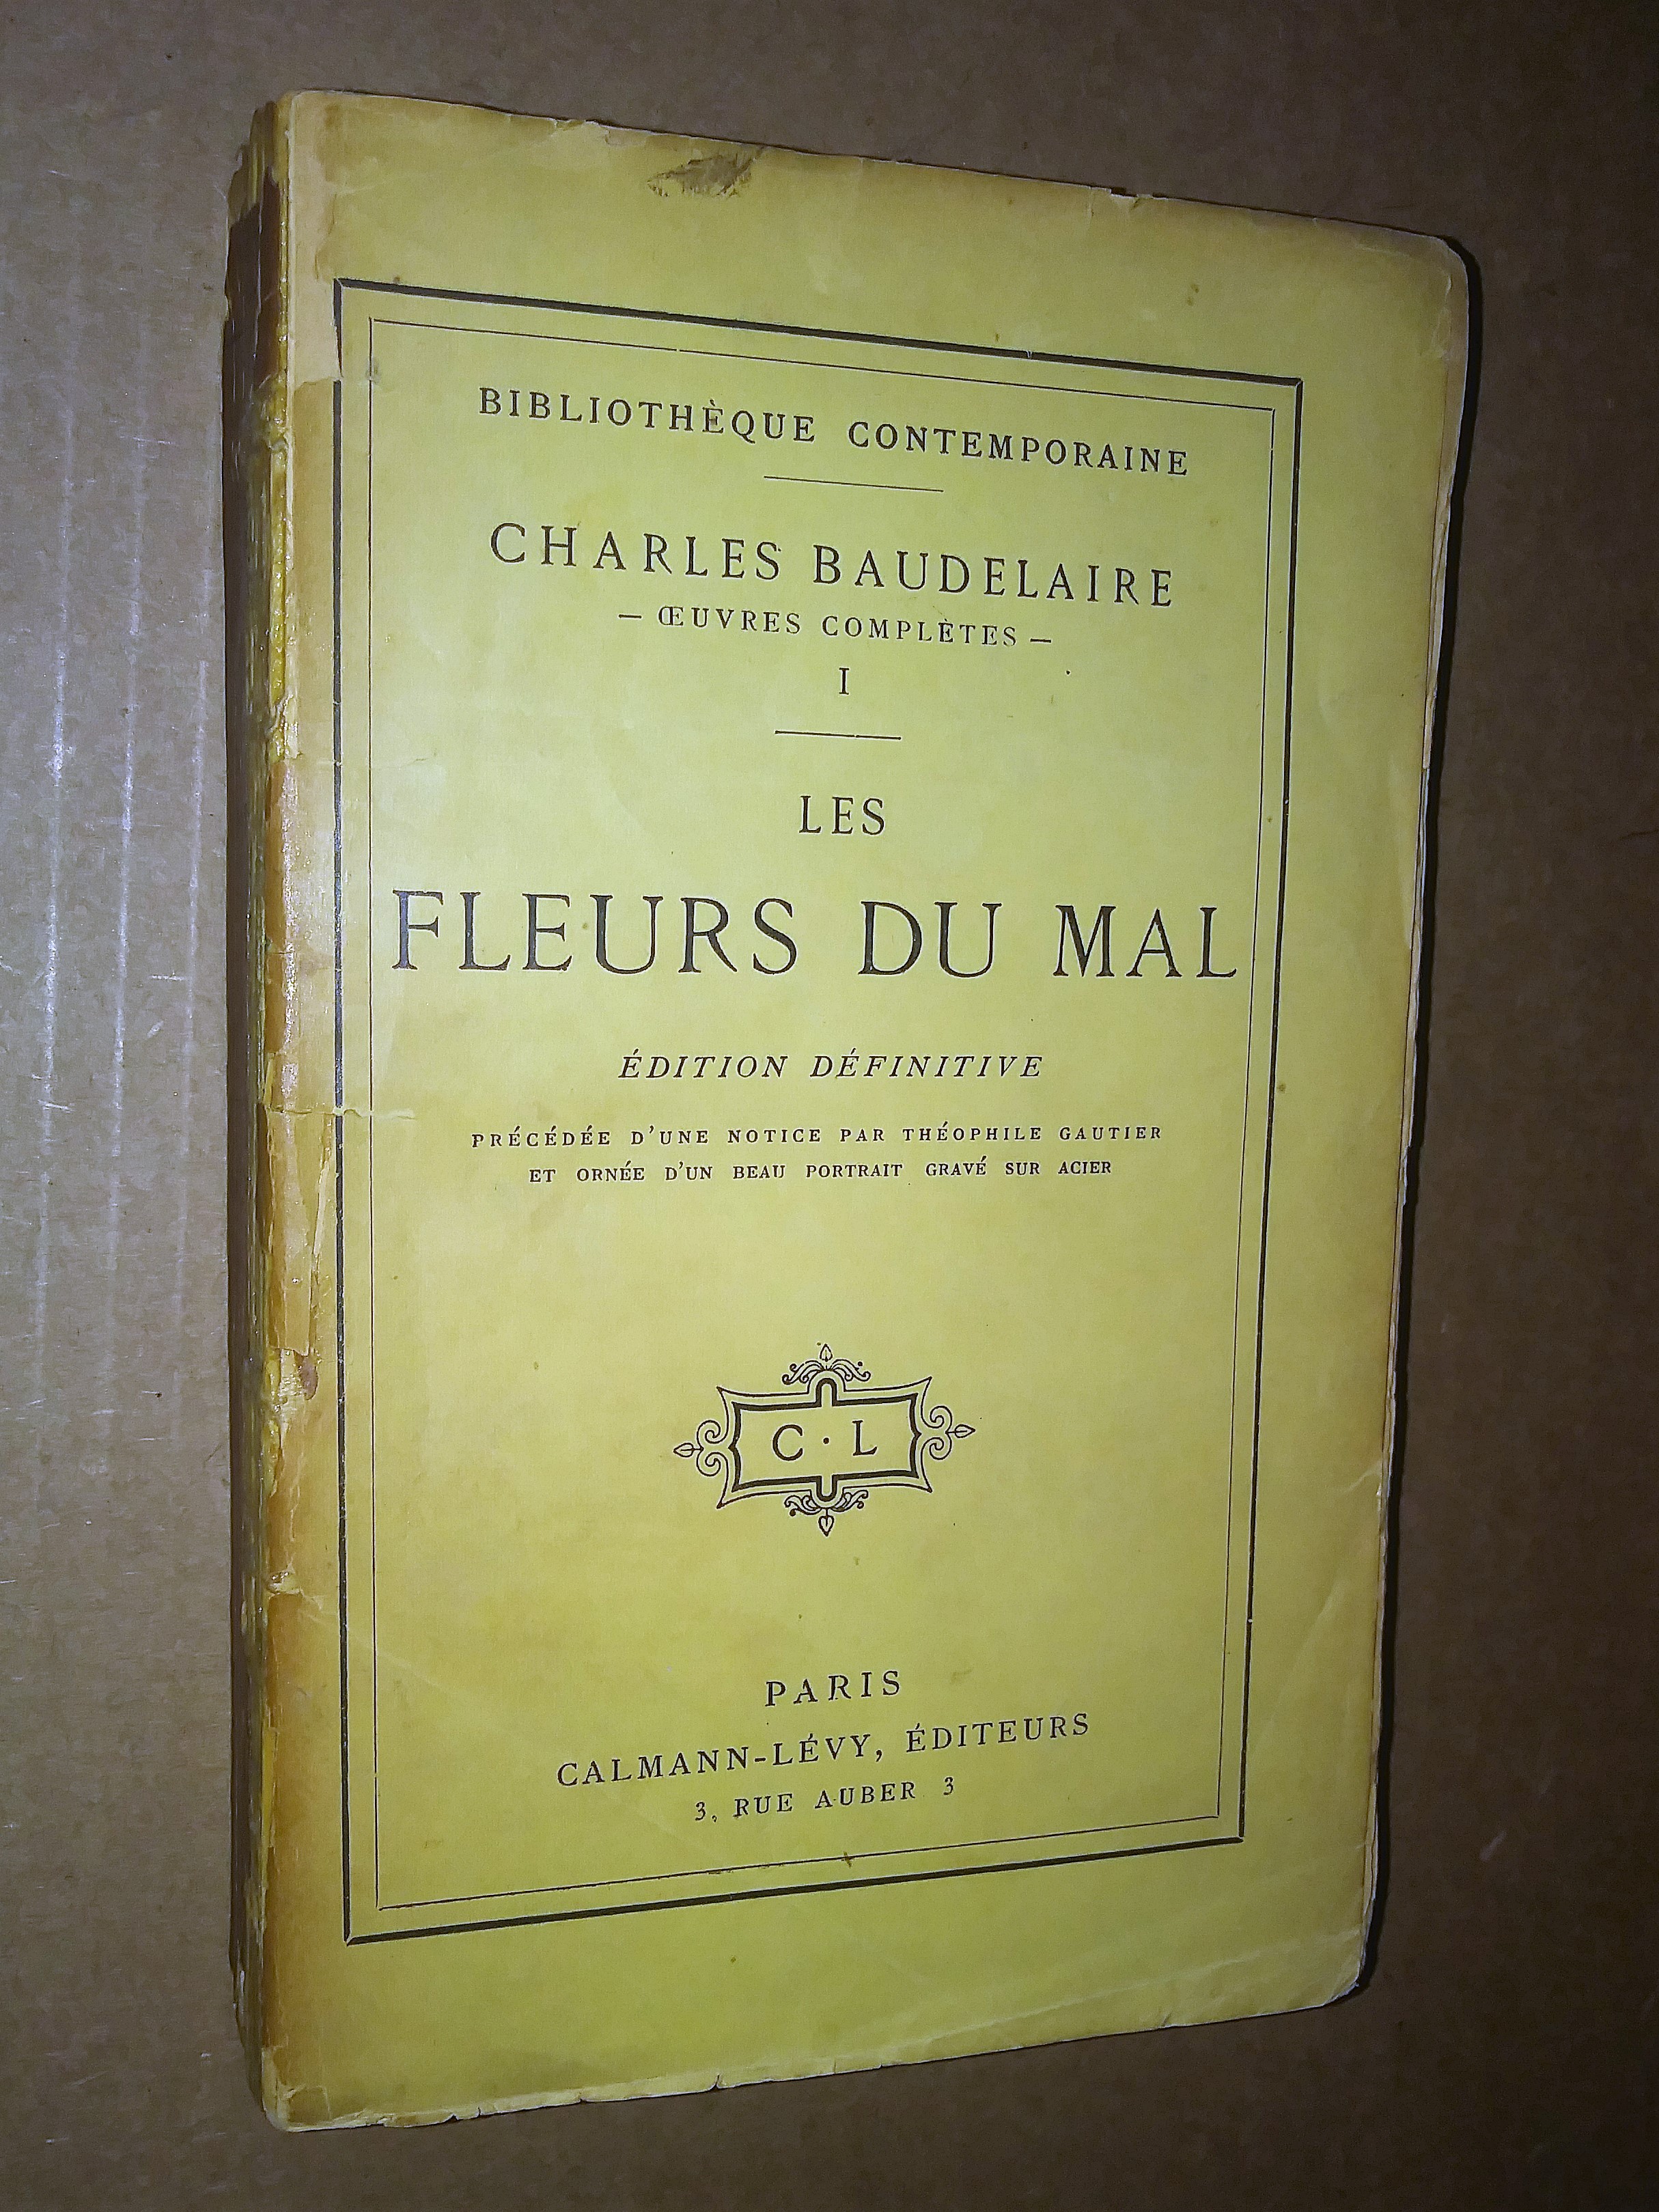 BIBLIOTHÈQUE CONTEMPORAINE
CHARLES BAUDELAIRE
— ŒUVRES COMPLÈTES —
I
LES
FLEURS DU MAL
ÉDITION DÉFINITIVE
PRÉCÉDÉE D'UNE NOTICE PAR THÉOPHILE GAUTIER
ET ORNÉE D'UN BEAU PORTRAIT GRAVÉ SUR ACIER
C · L
PARIS
CALMANN-LÉVY, ÉDITEURS
3, RUE AUBER 3